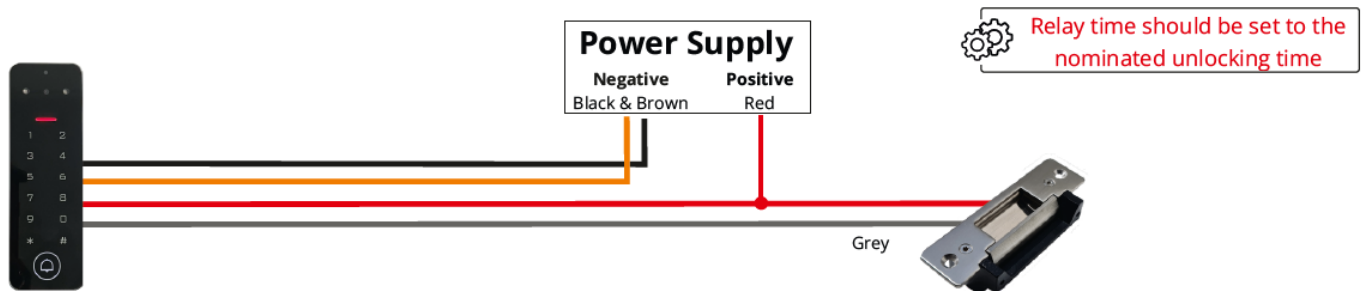 Power Supply
Negative Positive
Black & Brown Red
Relay time should be set to the
nominated unlocking time
1 2
3 4
5 6
7 8
9 0
* #
Grey